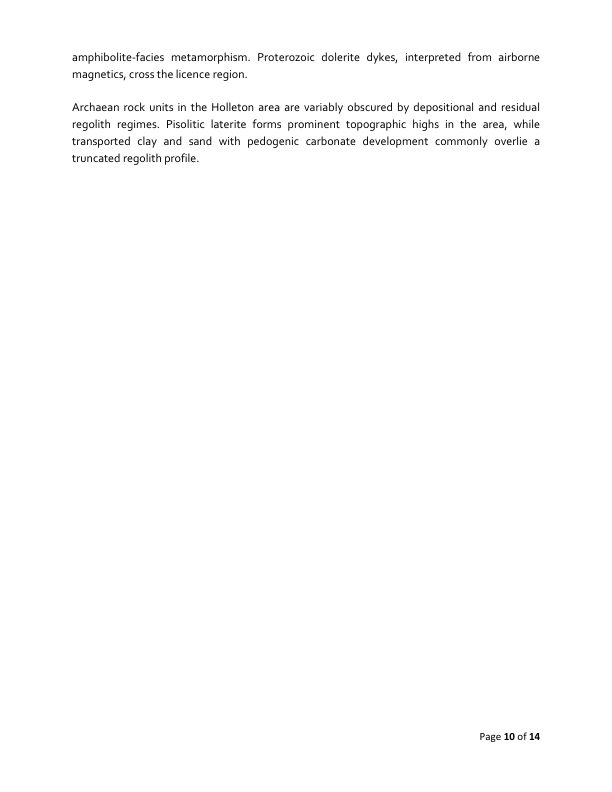 amphibolite-facies metamorphism. Proterozoic dolerite dykes, interpreted from airborne
magnetics, cross the licence region.
Archaean rock units in the Holleton area are variably obscured by depositional and residual
regolith regimes. Pisolitic laterite forms prominent topographic highs in the area, while
transported clay and sand with pedogenic carbonate development commonly overlie a
truncated regolith profile.
Page 10 of 14